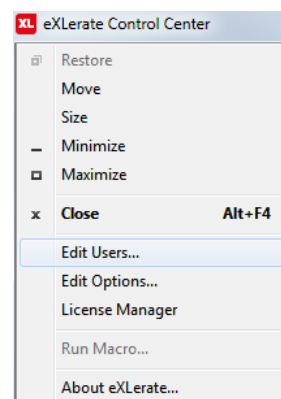 XL eXLerate Control Center
Restore
Move
Size
Minimize
Maximize
x Close Alt+F4
Edit Users...
Edit Options...
License Manager
Run Macro...
About eXLerate...